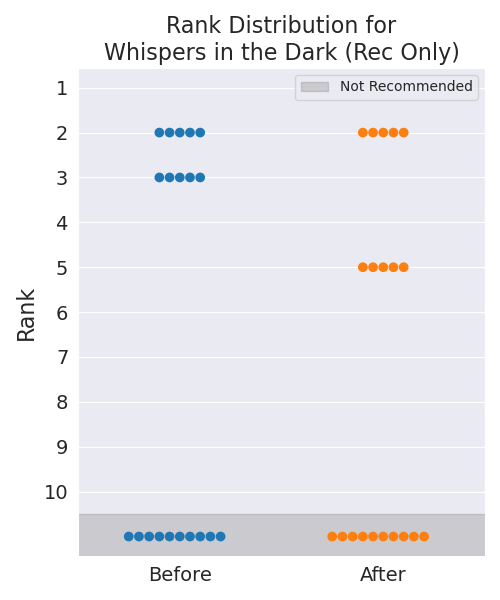 Rank Distribution for
Whispers in the Dark (Rec Only)
Not Recommended
1
2
3
4
5
6
7
8
9
10
Rank
Before
After